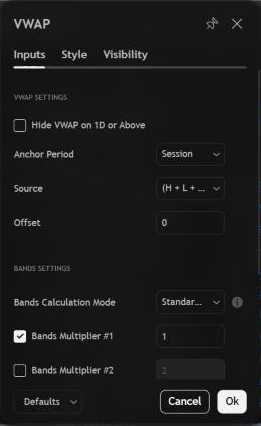 VWAP
Inputs Style Visibility
VWAP SETTINGS
Hide VWAP on 1D or Above
Anchor Period Session
Source (H + L + ...
Offset 0
BANDS SETTINGS
Bands Calculation Mode Standar...
Bands Multiplier #1 1
Bands Multiplier #2 2
Defaults Cancel Ok